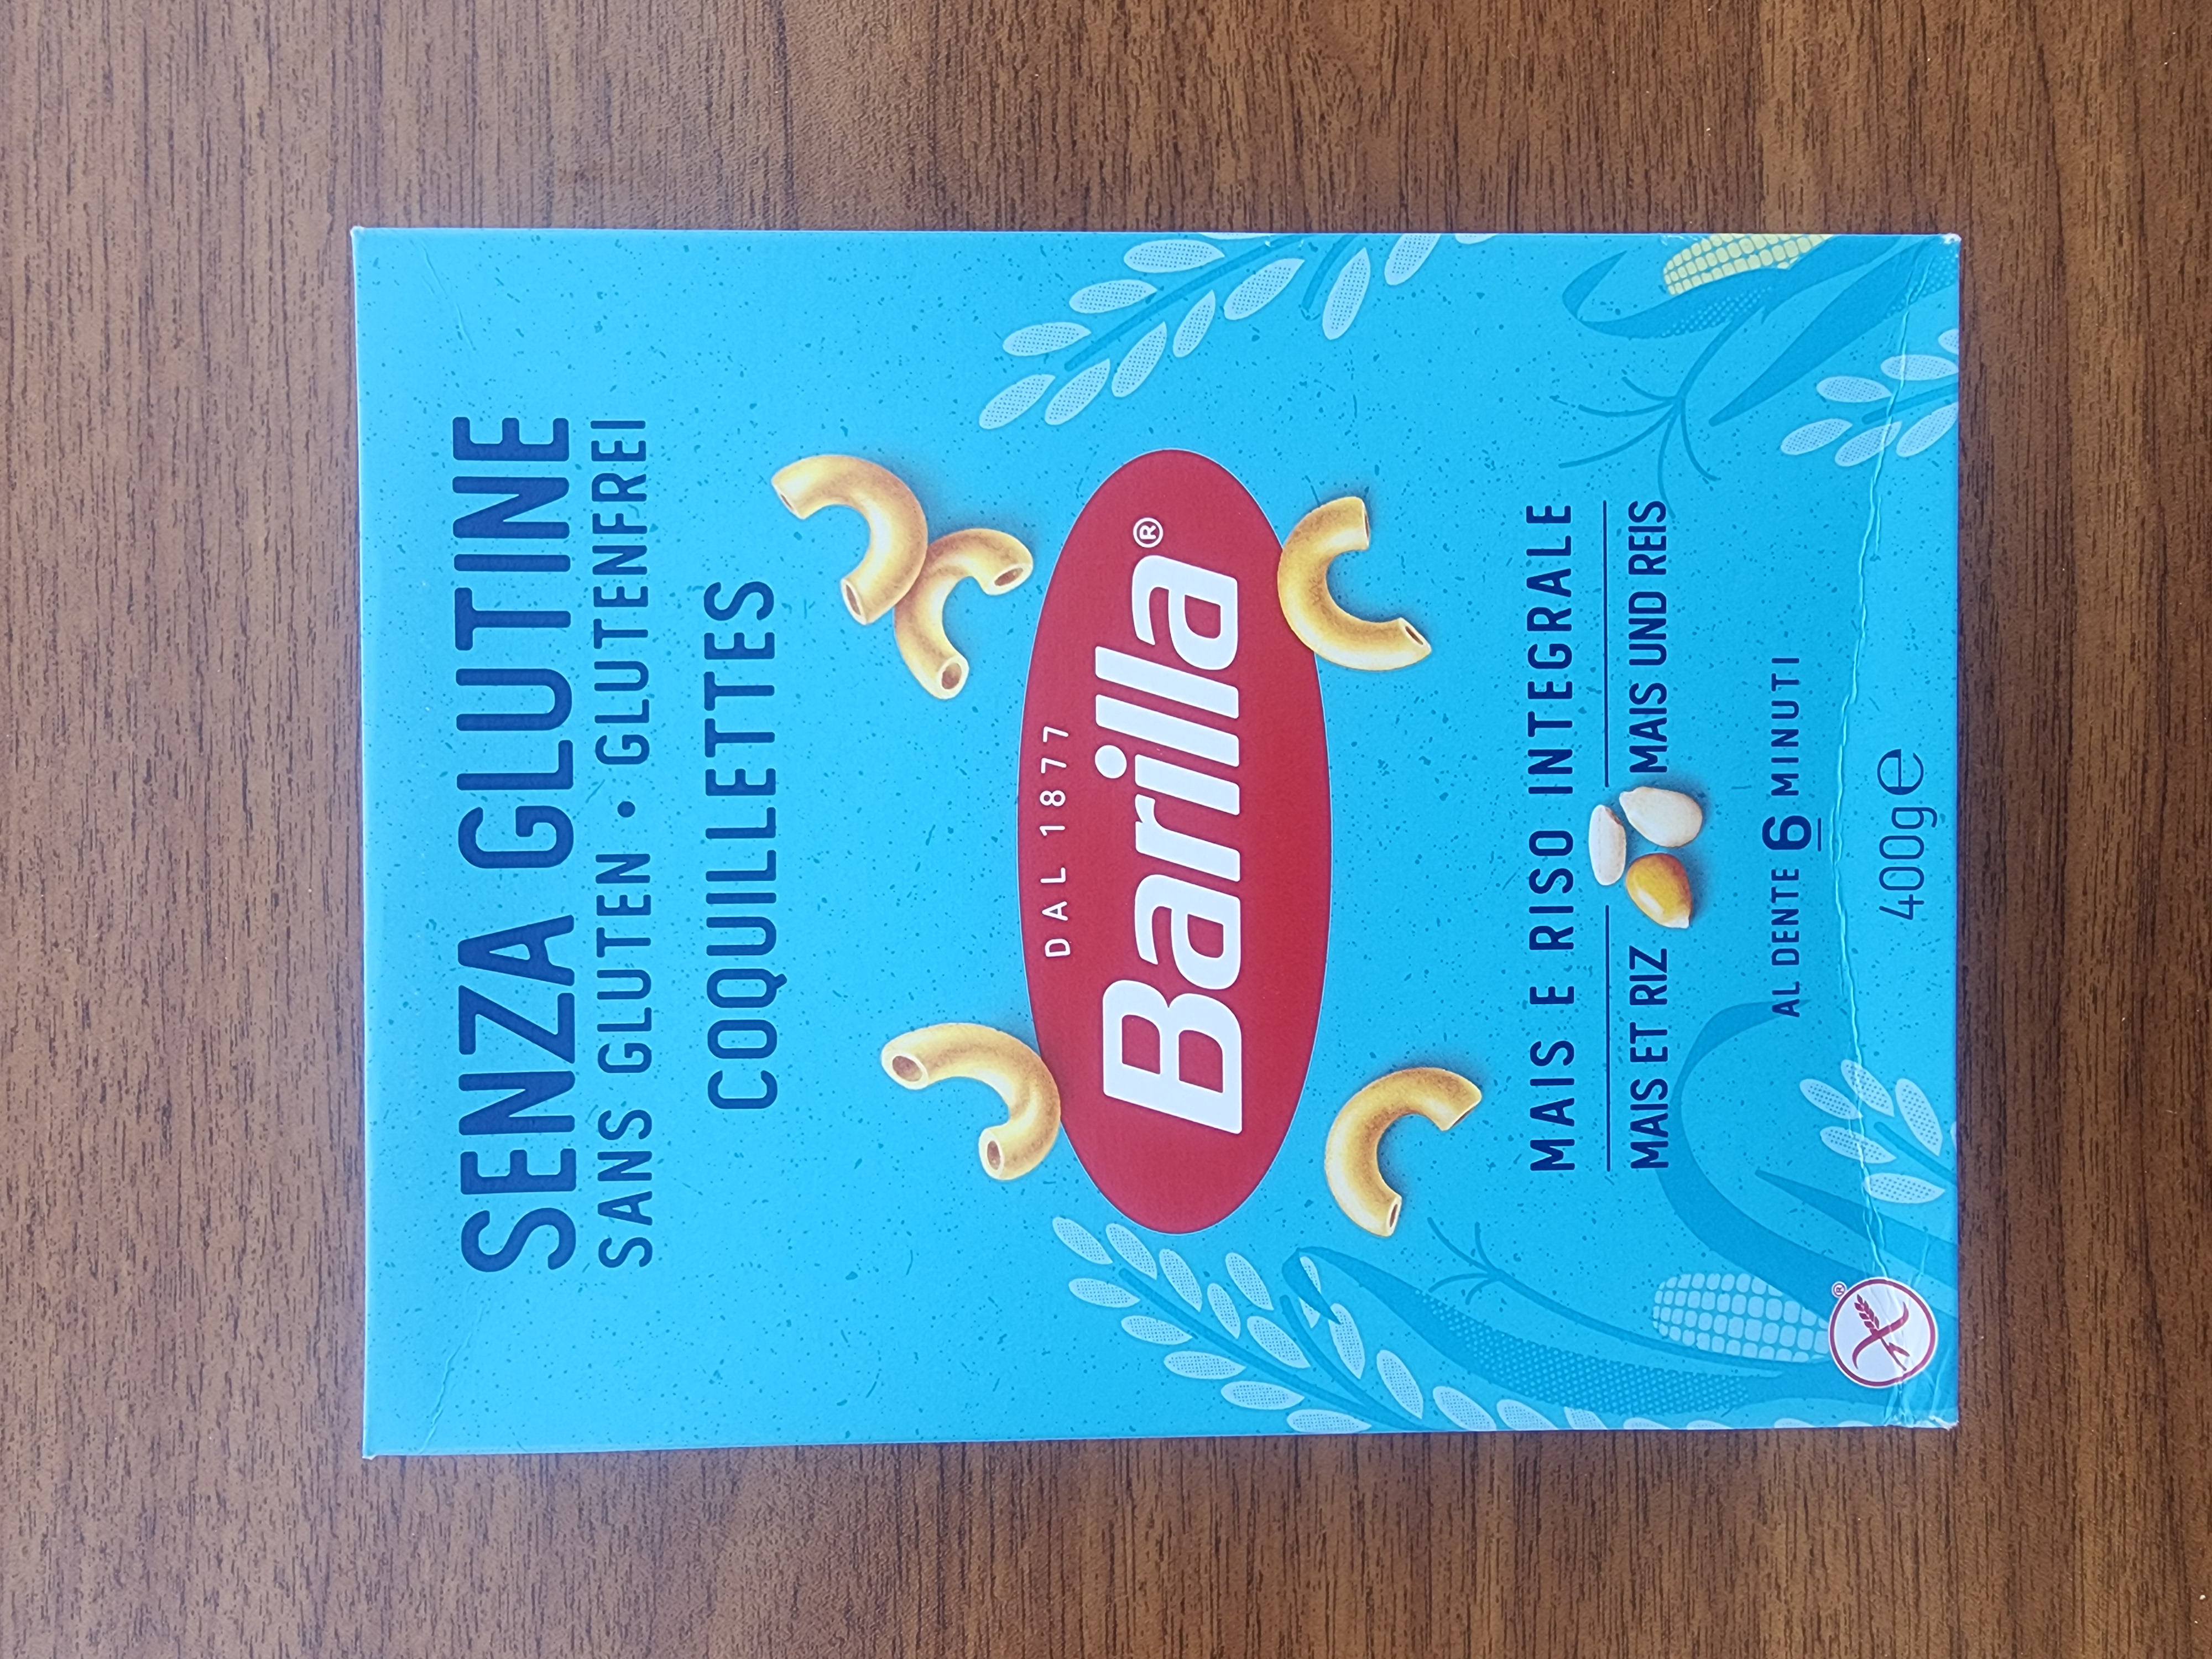 SENZA GLUTINE
SANS GLUTEN • GLUTENFREI
COQUILLETTES
DAL 1877
Barilla®
MAIS E RISO INTEGRALE
MAIS ET RIZ MAIS UND REIS
AL DENTE 6 MINUTI
400g ℮
®